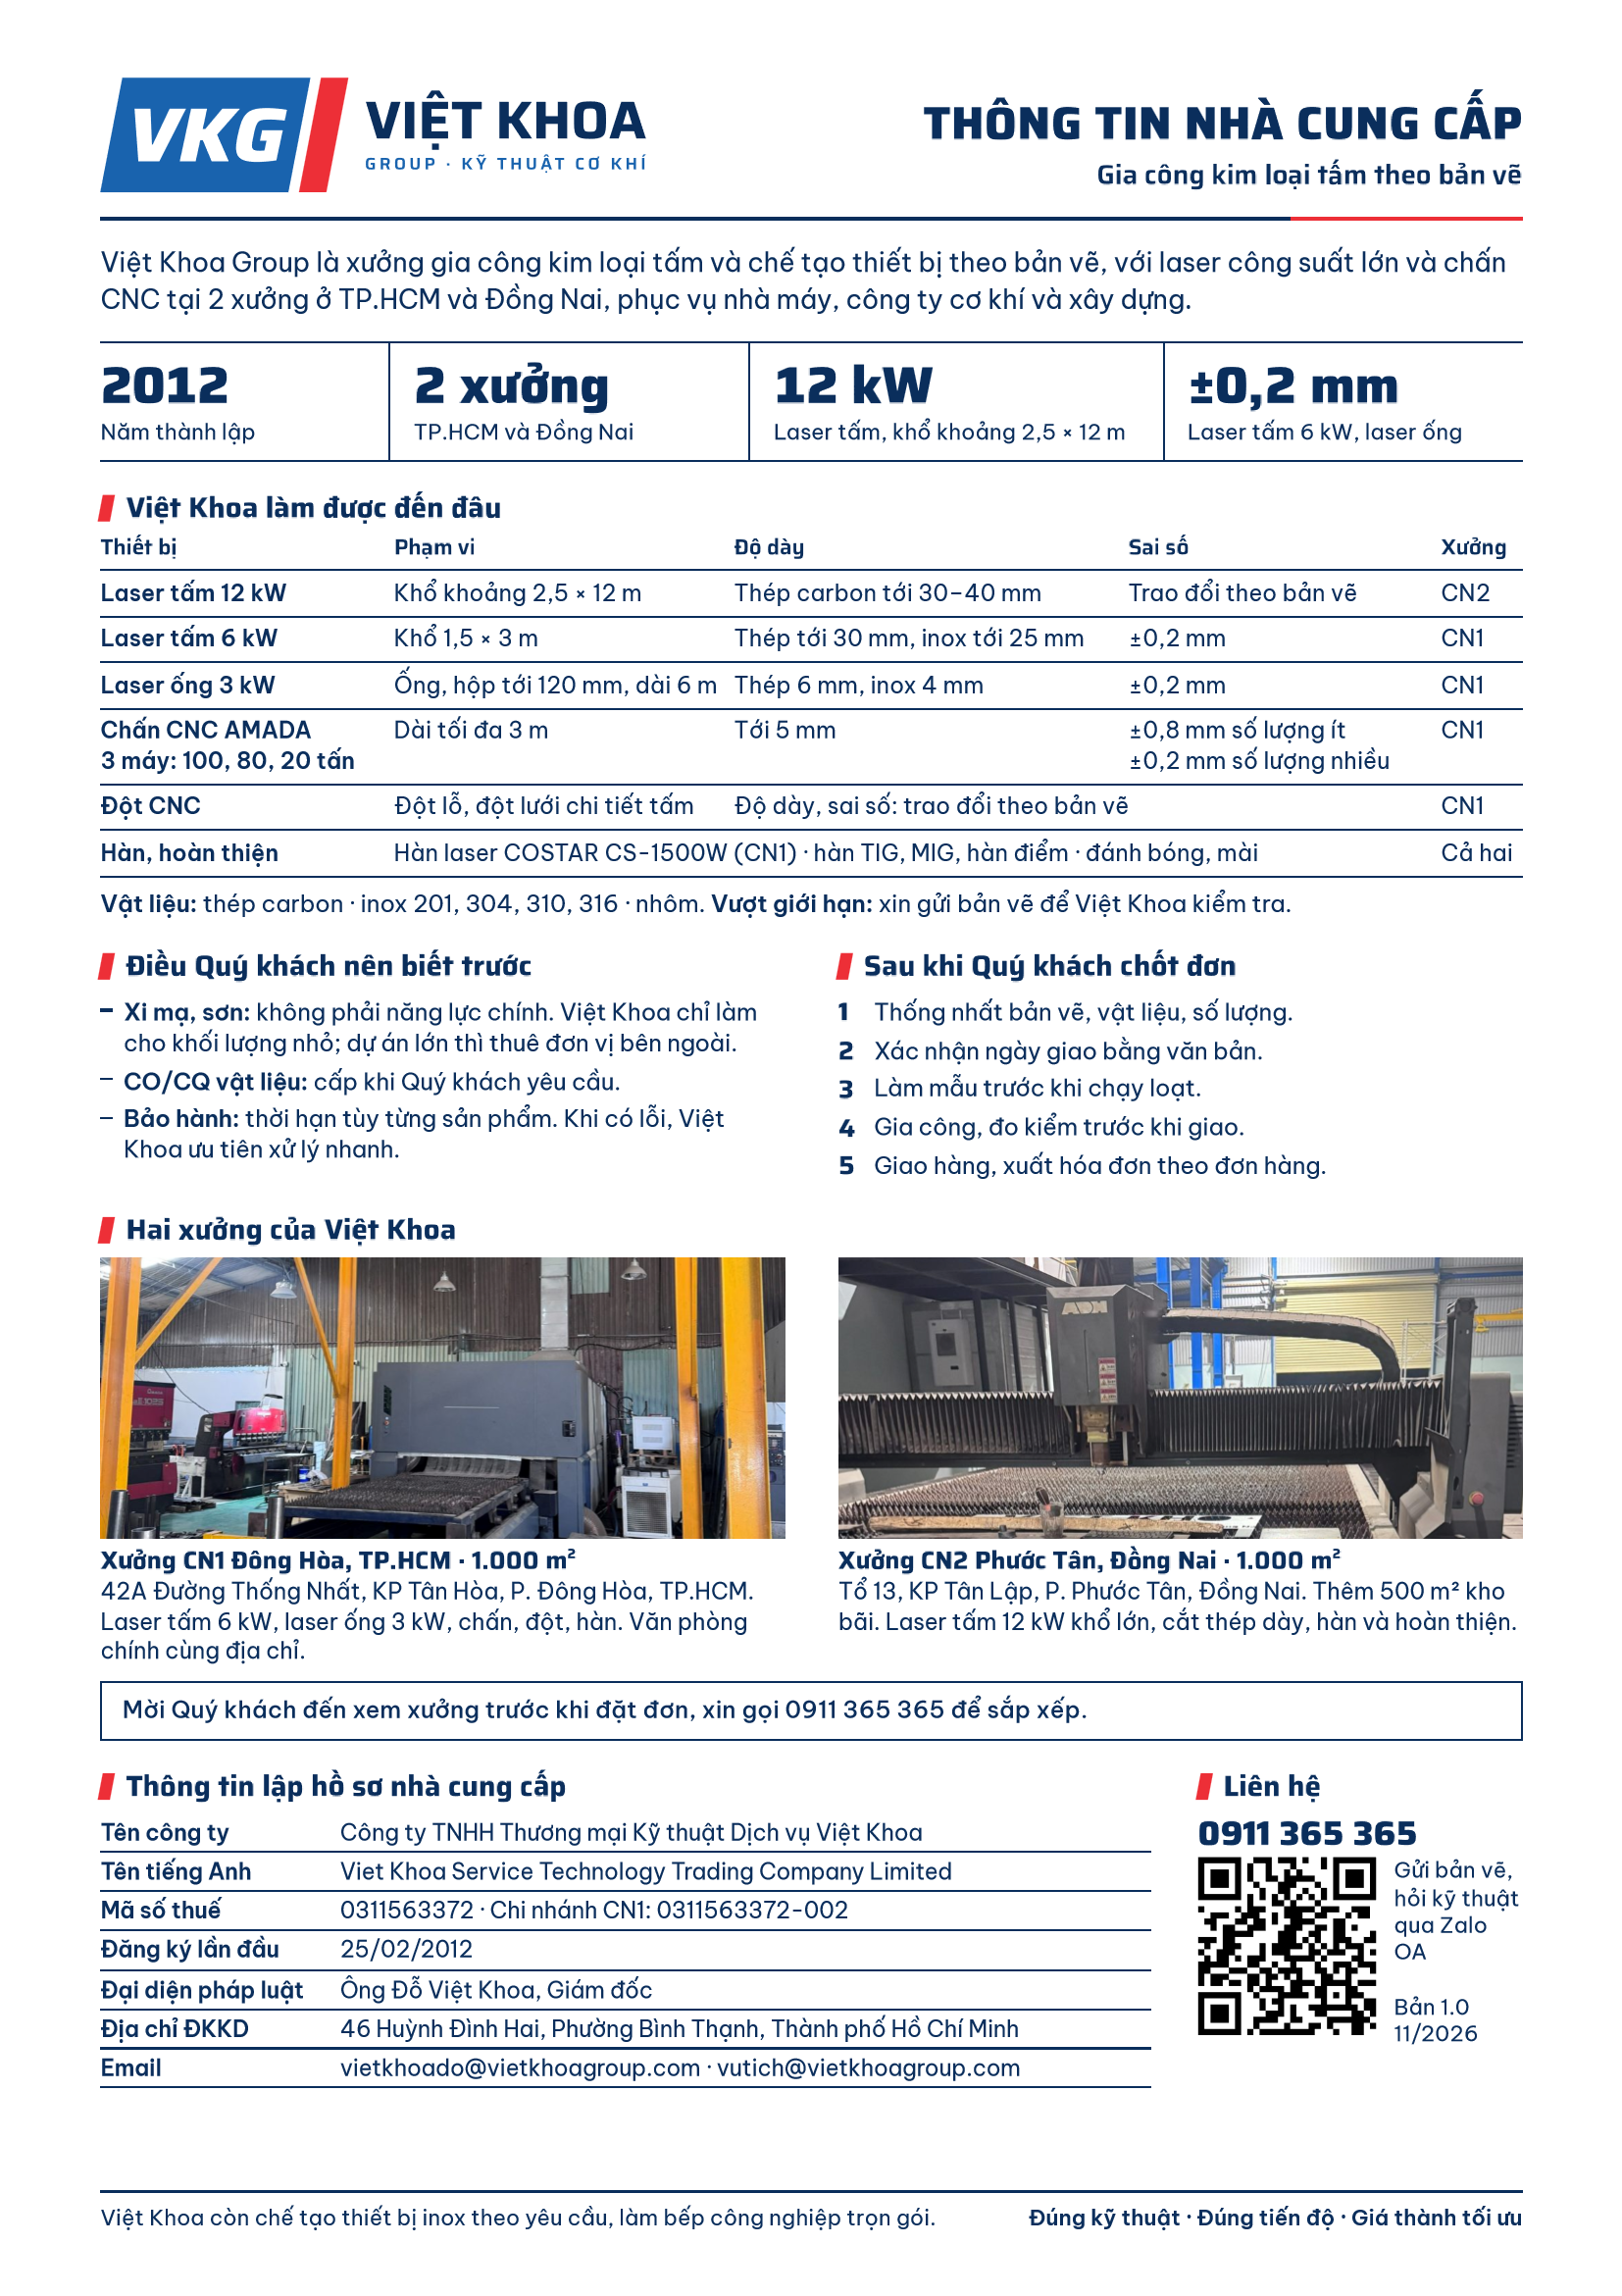 VKG
VIỆT KHOA
GROUP · KỸ THUẬT CƠ KHÍ
THÔNG TIN NHÀ CUNG CẤP
Gia công kim loại tấm theo bản vẽ
Việt Khoa Group là xưởng gia công kim loại tấm và chế tạo thiết bị theo bản vẽ, với laser công suất lớn và chấn
CNC tại 2 xưởng ở TP.HCM và Đồng Nai, phục vụ nhà máy, công ty cơ khí và xây dựng.
2012
Năm thành lập
2 xưởng
TP.HCM và Đồng Nai
12 kW
Laser tấm, khổ khoảng 2,5 × 12 m
±0,2 mm
Laser tấm 6 kW, laser ống
Việt Khoa làm được đến đâu
Thiết bị Phạm vi Độ dày Sai số Xưởng
Laser tấm 12 kW Khổ khoảng 2,5 × 12 m Thép carbon tới 30–40 mm Trao đổi theo bản vẽ CN2
Laser tấm 6 kW Khổ 1,5 × 3 m Thép tới 30 mm, inox tới 25 mm ±0,2 mm CN1
Laser ống 3 kW Ống, hộp tới 120 mm, dài 6 m Thép 6 mm, inox 4 mm ±0,2 mm CN1
Chấn CNC AMADA Dài tối đa 3 m Tới 5 mm ±0,8 mm số lượng ít CN1
3 máy: 100, 80, 20 tấn ±0,2 mm số lượng nhiều
Đột CNC Đột lỗ, đột lưới chi tiết tấm Độ dày, sai số: trao đổi theo bản vẽ CN1
Hàn, hoàn thiện Hàn laser COSTAR CS-1500W (CN1) · hàn TIG, MIG, hàn điểm · đánh bóng, mài Cả hai
Vật liệu: thép carbon · inox 201, 304, 310, 316 · nhôm. Vượt giới hạn: xin gửi bản vẽ để Việt Khoa kiểm tra.
Điều Quý khách nên biết trước
– Xi mạ, sơn: không phải năng lực chính. Việt Khoa chỉ làm
cho khối lượng nhỏ; dự án lớn thì thuê đơn vị bên ngoài.
– CO/CQ vật liệu: cấp khi Quý khách yêu cầu.
– Bảo hành: thời hạn tùy từng sản phẩm. Khi có lỗi, Việt
Khoa ưu tiên xử lý nhanh.
Sau khi Quý khách chốt đơn
1 Thống nhất bản vẽ, vật liệu, số lượng.
2 Xác nhận ngày giao bằng văn bản.
3 Làm mẫu trước khi chạy loạt.
4 Gia công, đo kiểm trước khi giao.
5 Giao hàng, xuất hóa đơn theo đơn hàng.
Hai xưởng của Việt Khoa
Xưởng CN1 Đông Hòa, TP.HCM · 1.000 m²
42A Đường Thống Nhất, KP Tân Hòa, P. Đông Hòa, TP.HCM.
Laser tấm 6 kW, laser ống 3 kW, chấn, đột, hàn. Văn phòng
chính cùng địa chỉ.
Xưởng CN2 Phước Tân, Đồng Nai · 1.000 m²
Tổ 13, KP Tân Lập, P. Phước Tân, Đồng Nai. Thêm 500 m² kho
bãi. Laser tấm 12 kW khổ lớn, cắt thép dày, hàn và hoàn thiện.
Mời Quý khách đến xem xưởng trước khi đặt đơn, xin gọi 0911 365 365 để sắp xếp.
Thông tin lập hồ sơ nhà cung cấp
Tên công ty Công ty TNHH Thương mại Kỹ thuật Dịch vụ Việt Khoa
Tên tiếng Anh Viet Khoa Service Technology Trading Company Limited
Mã số thuế 0311563372 · Chi nhánh CN1: 0311563372-002
Đăng ký lần đầu 25/02/2012
Đại diện pháp luật Ông Đỗ Việt Khoa, Giám đốc
Địa chỉ ĐKKD 46 Huỳnh Đình Hai, Phường Bình Thạnh, Thành phố Hồ Chí Minh
Email vietkhoado@vietkhoagroup.com · vutich@vietkhoagroup.com
Liên hệ
0911 365 365
Gửi bản vẽ,
hỏi kỹ thuật
qua Zalo
OA
Bản 1.0
11/2026
Việt Khoa còn chế tạo thiết bị inox theo yêu cầu, làm bếp công nghiệp trọn gói.
Đúng kỹ thuật · Đúng tiến độ · Giá thành tối ưu